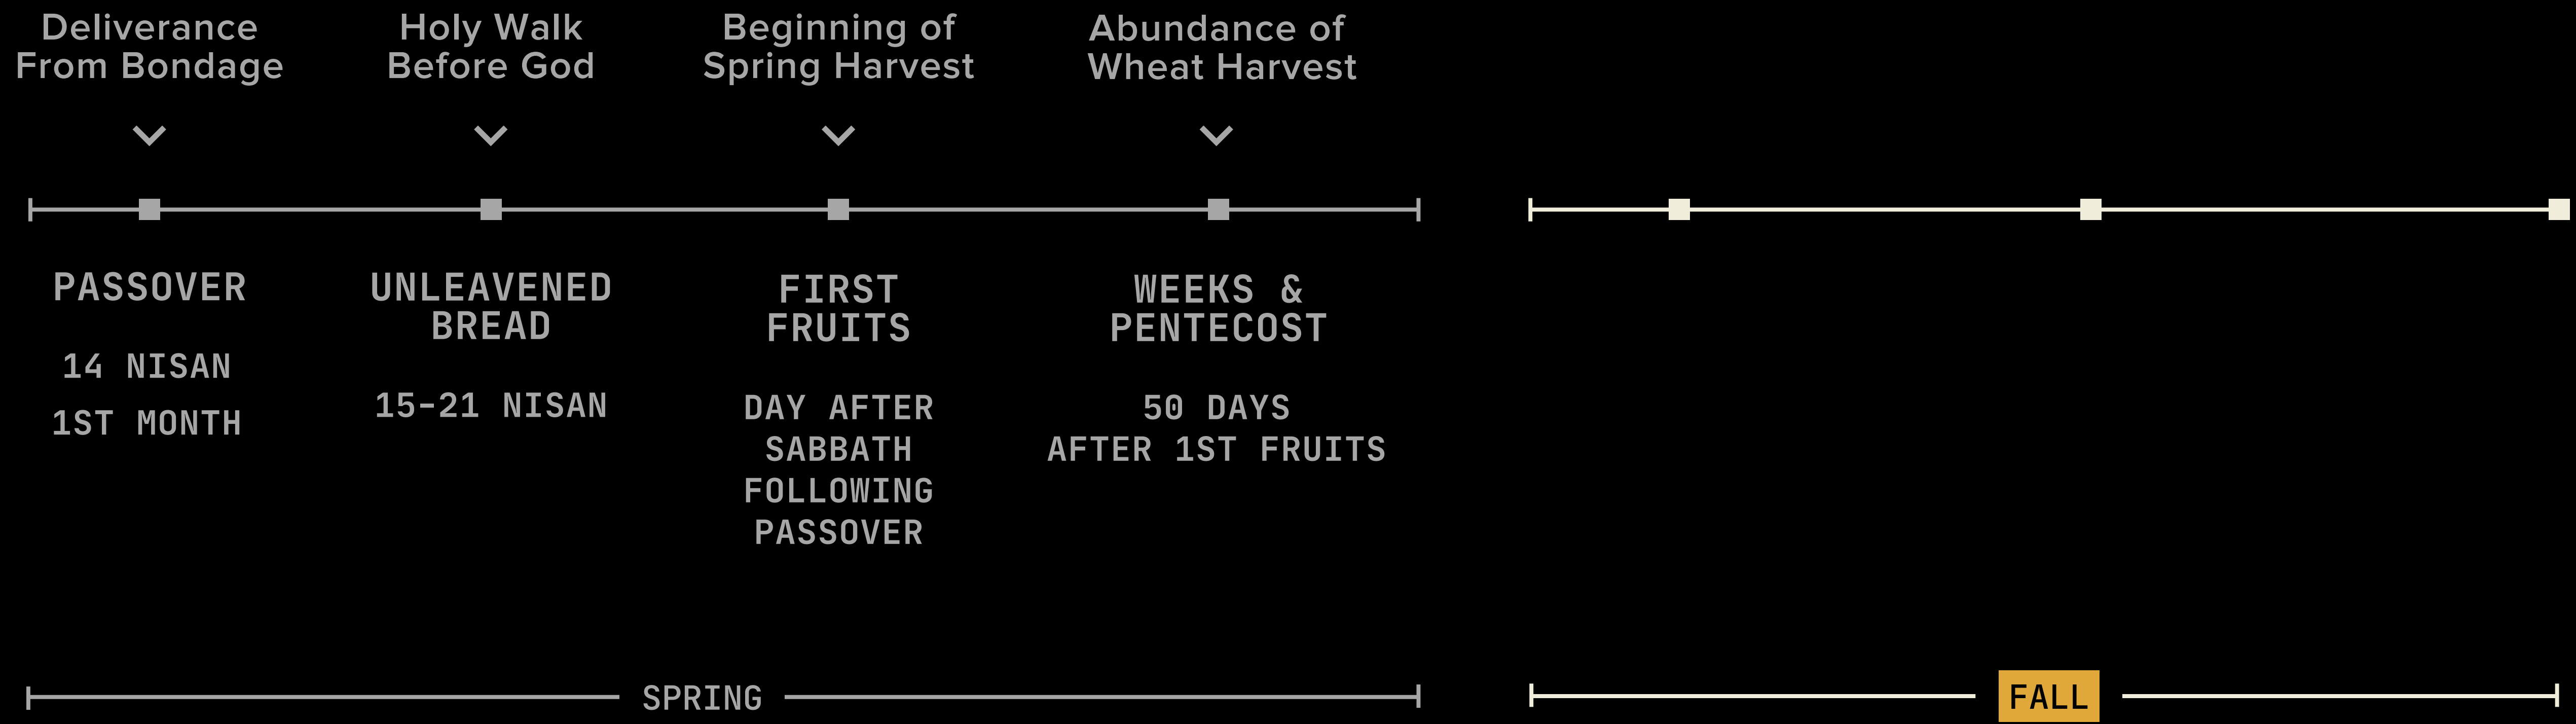 Deliverance
From Bondage
Holy Walk
Before God
Beginning of
Spring Harvest
Abundance of
Wheat Harvest
PASSOVER
14 NISAN
1ST MONTH
UNLEAVENED
BREAD
15-21 NISAN
FIRST
FRUITS
DAY AFTER
SABBATH
FOLLOWING
PASSOVER
WEEKS &
PENTECOST
50 DAYS
AFTER 1ST FRUITS
SPRING
FALL